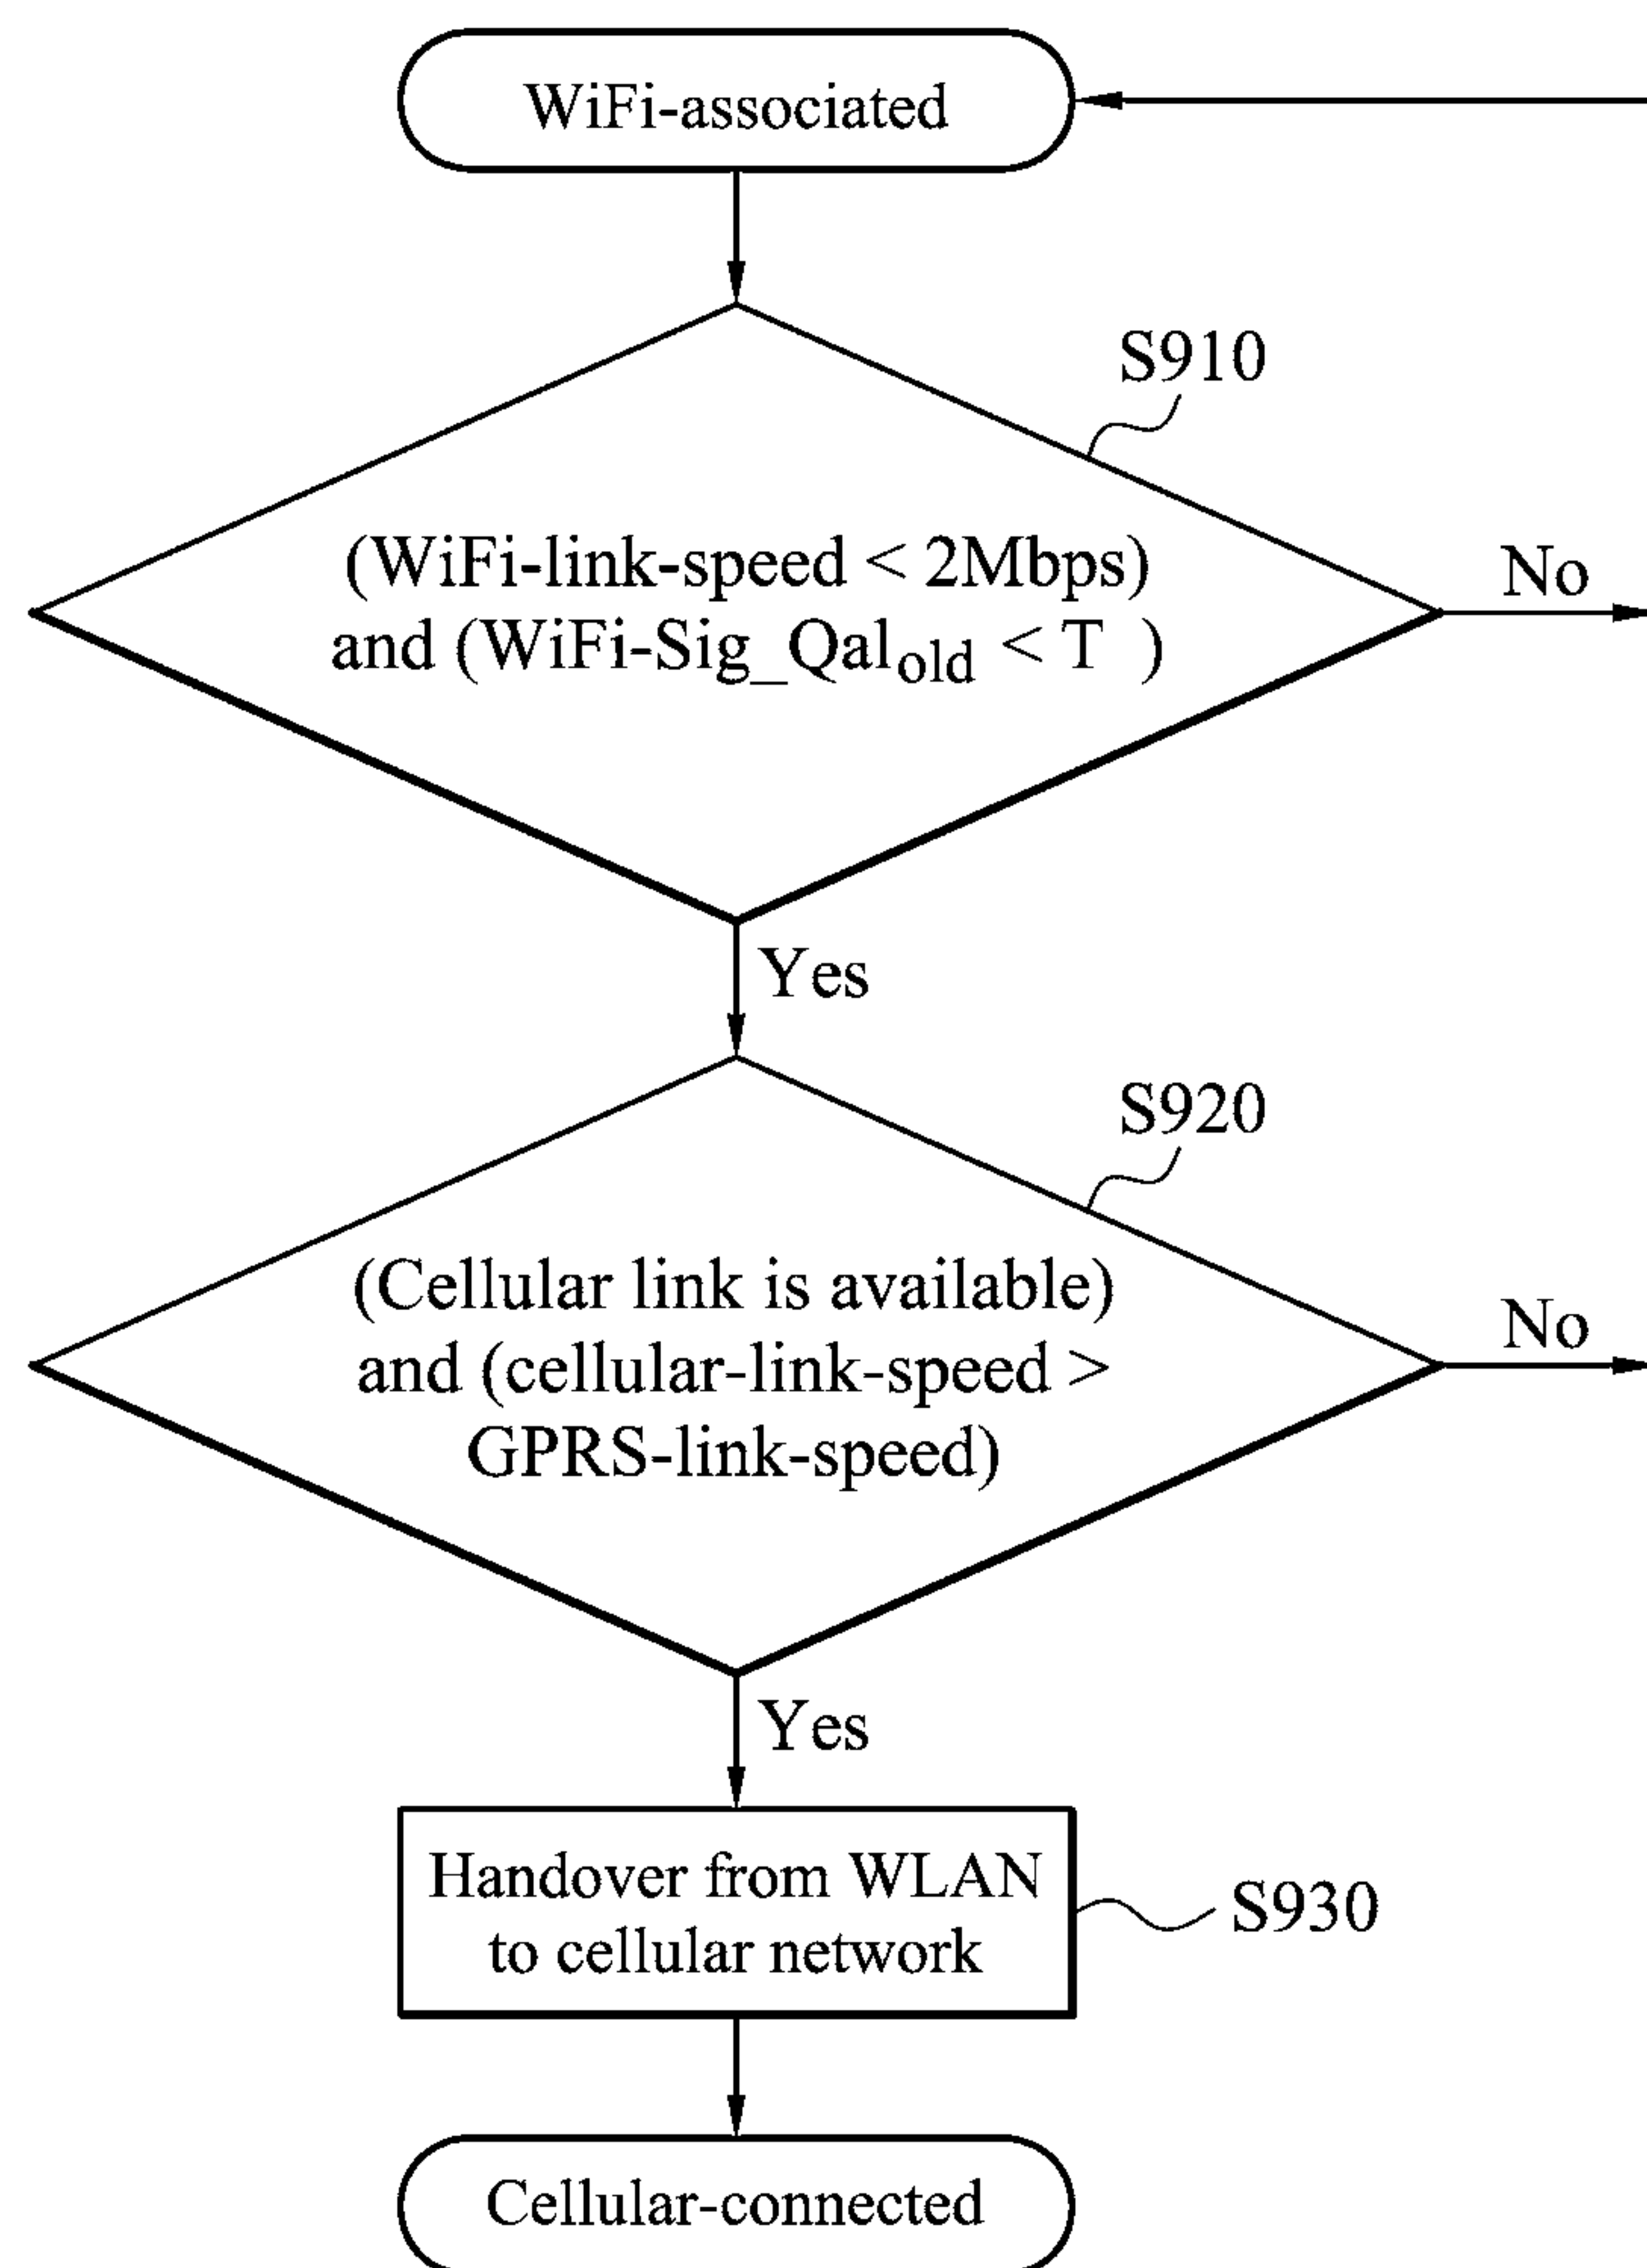 WiFi-associated
S910
(WiFi-link-speed < 2Mbps)
and (WiFi-Sig_Qalold < T )
No
Yes
S920
(Cellular link is available)
and (cellular-link-speed >
GPRS-link-speed)
No
Yes
Handover from WLAN
to cellular network
S930
Cellular-connected